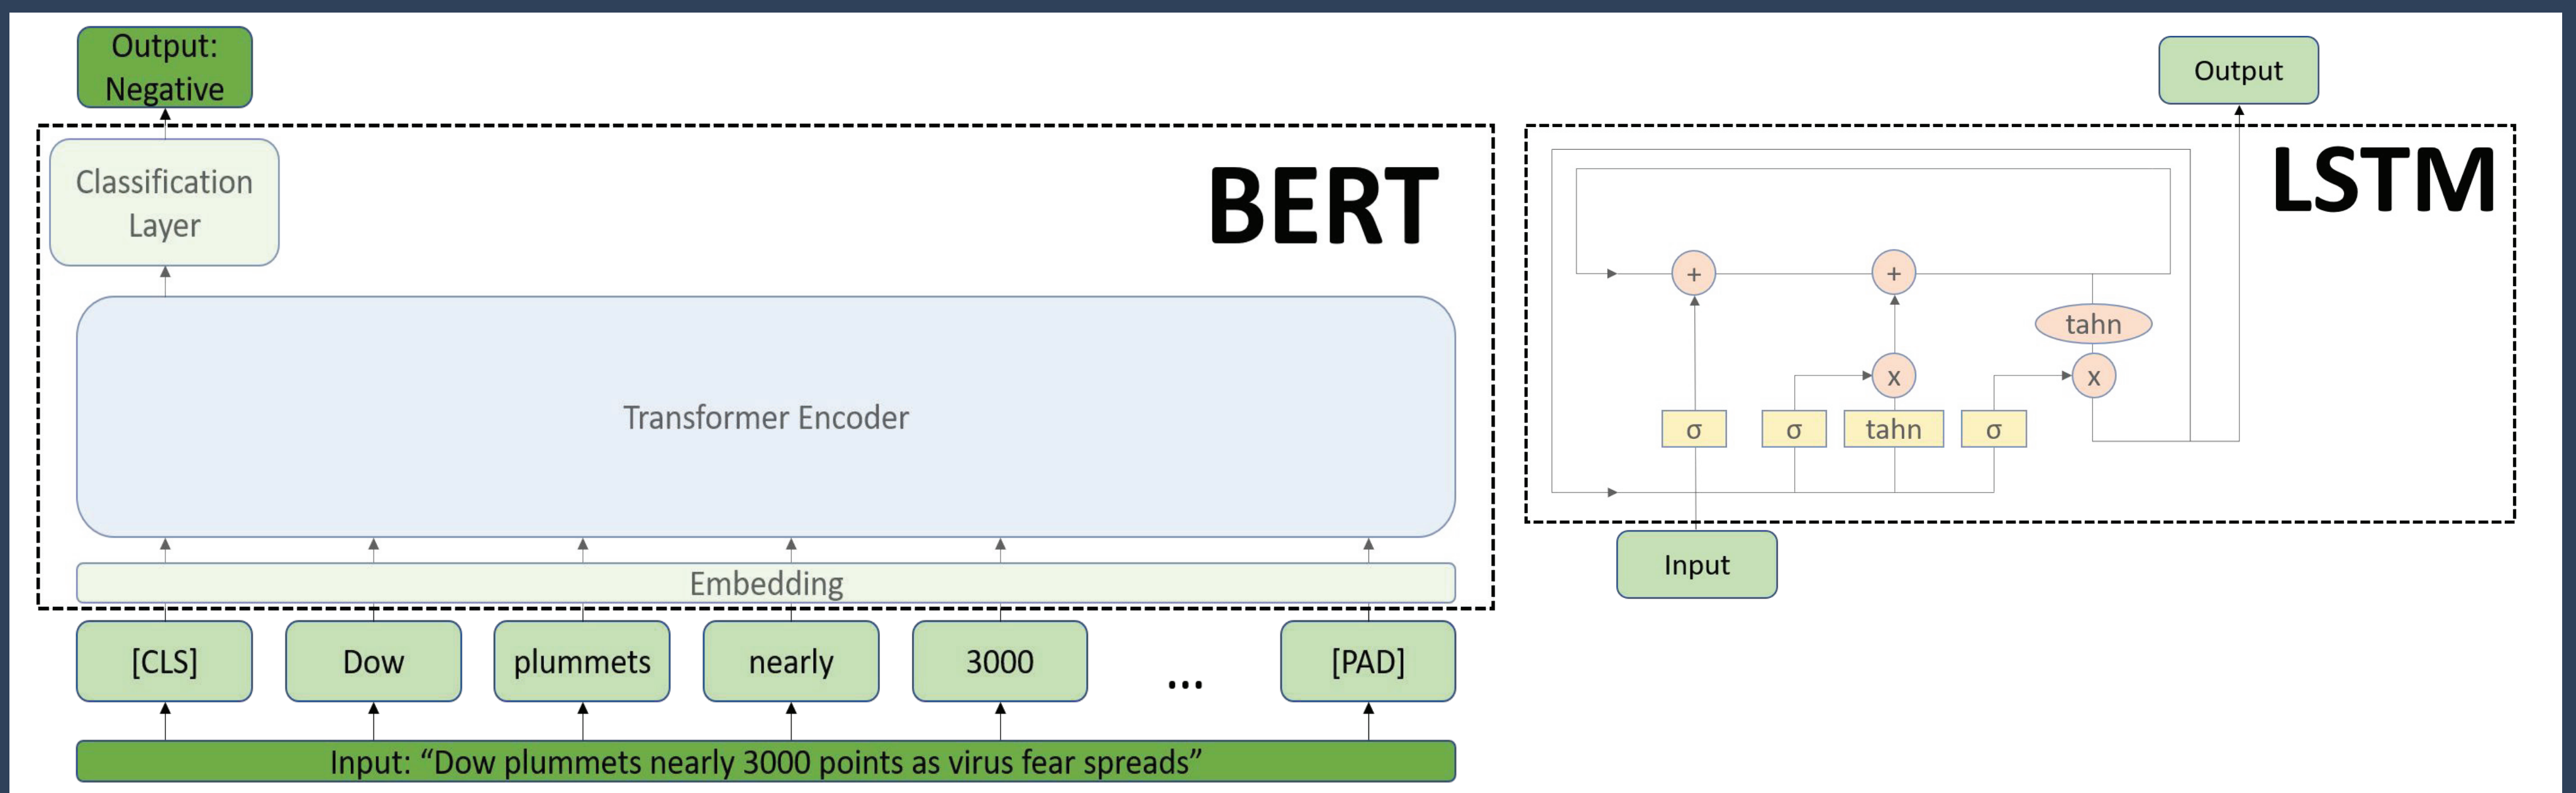 Output:
Negative
Classification
Layer
BERT
Transformer Encoder
Embedding
[CLS] Dow plummets nearly 3000 ... [PAD]
Input: “Dow plummets nearly 3000 points as virus fear spreads”
Output
LSTM
+ +
tahn
x x
σ σ tahn σ
Input